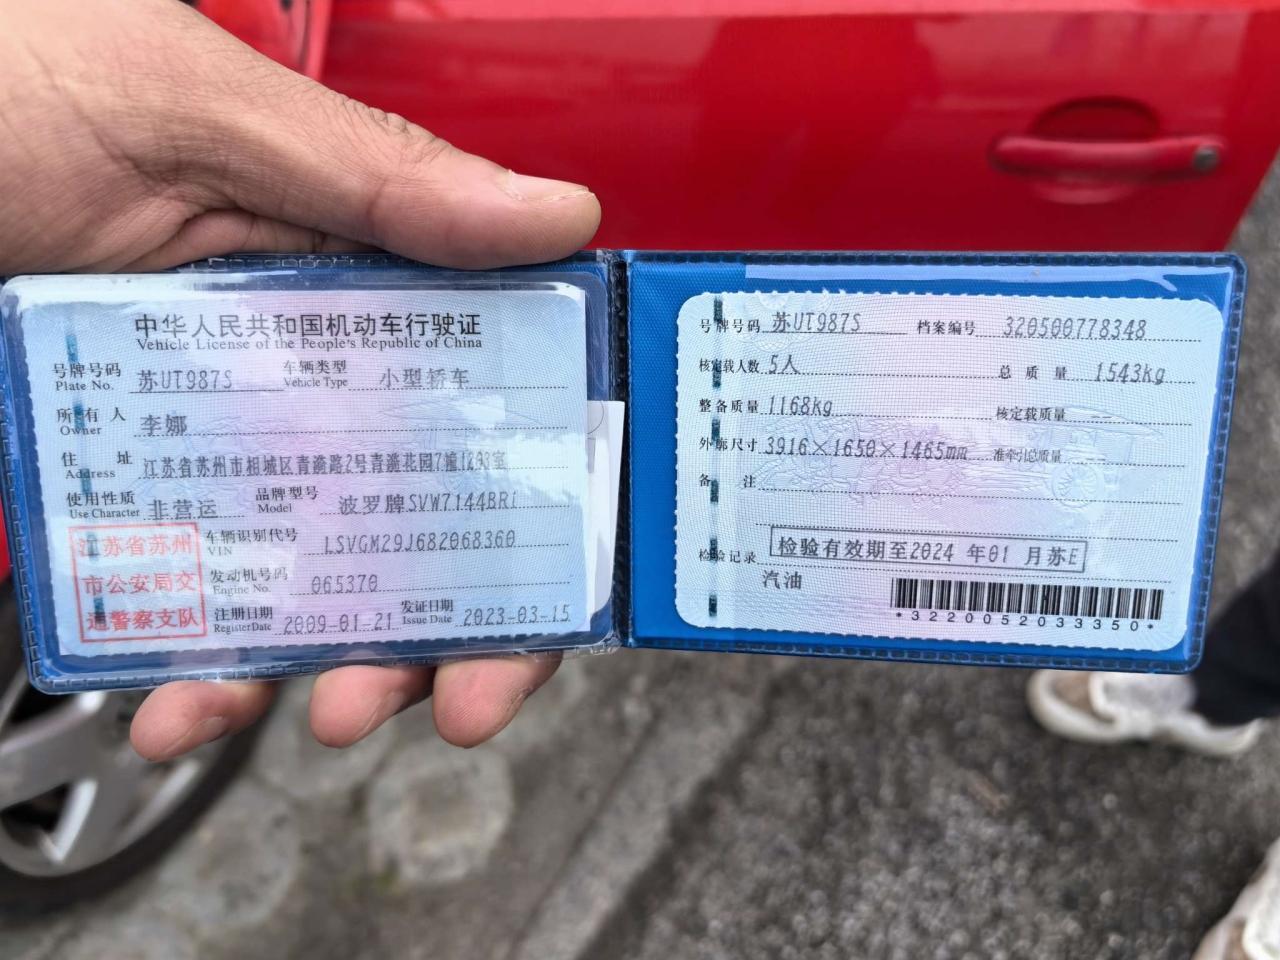 中华人民共和国机动车行驶证
Vehicle License of the People's Republic of China
号牌号码 苏UT987S 车辆类型 小型轿车
Plate No. Vehicle Type
所有人 李娜
Owner
住址 江苏省苏州市相城区青漪路2号青漪花园7幢1203室
Address
使用性质 非营运 品牌型号 波罗牌SVW7144BRi
Use Character Model
江苏省苏州
市公安局交
通警察支队
车辆识别代号 LSVGM29J682068360
VIN
发动机号码 065370
Engine No.
注册日期 2009-01-21 发证日期 2023-03-15
Register Date Issue Date
号牌号码 苏UT987S 档案编号 320500778348
核定载人数 5人 总质量 1543kg
整备质量 1168kg 核定载质量 --
外廓尺寸 3916×1650×1465mm 准牵引总质量
备注
检验记录 检验有效期至2024年01月苏E
汽油
*3220052033350*